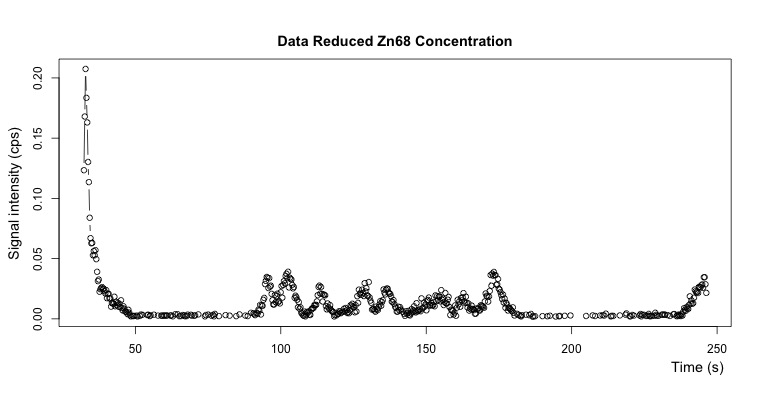 Data Reduced Zn68 Concentration
Signal intensity (cps)
0.20
0.15
0.10
0.05
0.00
50 100 150 200 250
Time (s)